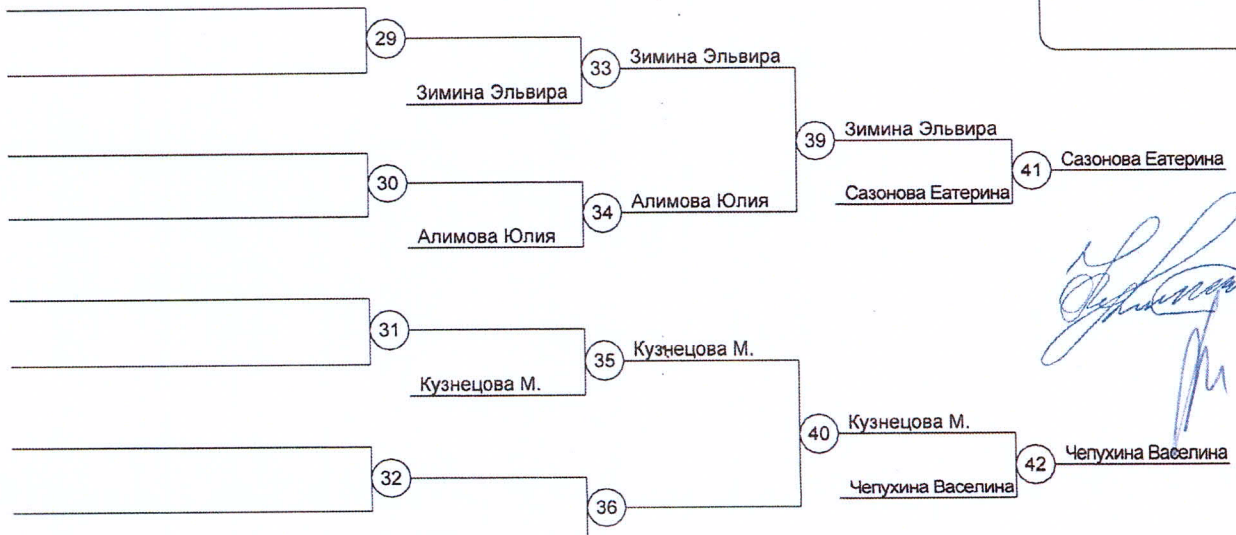 29
33 Зимина Эльвира
Зимина Эльвира
39 Зимина Эльвира
41 Сазонова Еатерина
30
34 Алимова Юлия
Сазонова Еатерина
Алимова Юлия
31
35 Кузнецова М.
Кузнецова М.
40 Кузнецова М.
42 Чепухина Васелина
32
Чепухина Васелина
36